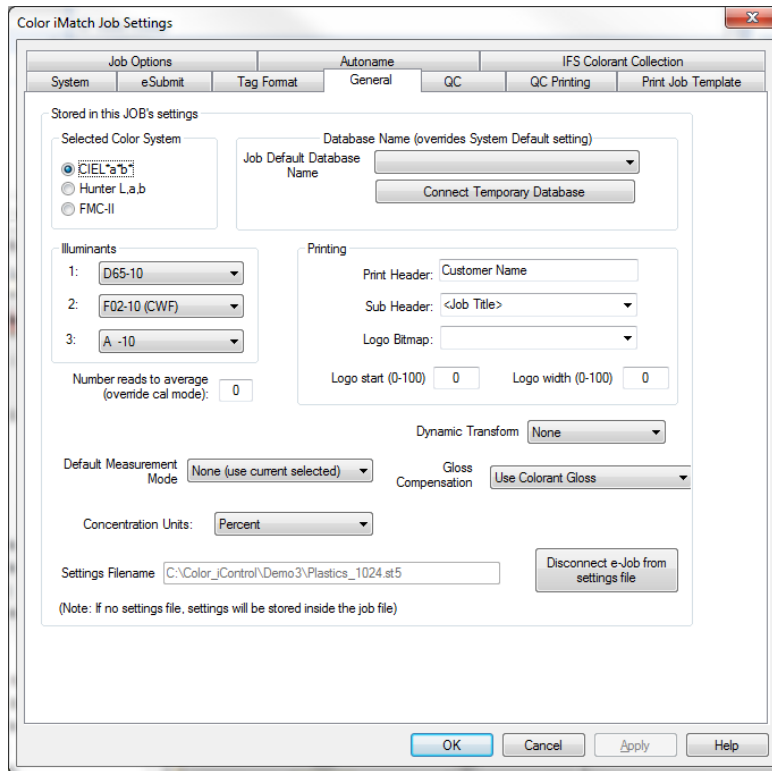 Color iMatch Job Settings
Job Options
Autoname
IFS Colorant Collection
System
eSubmit
Tag Format
General
QC
QC Printing
Print Job Template
Stored in this JOB's settings
Selected Color System
CIEL*a*b*
Hunter L,a,b
FMC-II
Database Name (overrides System Default setting)
Job Default Database
Name
Connect Temporary Database
Illuminants
1: D65-10
2: F02-10 (CWF)
3: A -10
Number reads to average
(override cal mode): 0
Printing
Print Header: Customer Name
Sub Header: <Job Title>
Logo Bitmap:
Logo start (0-100) 0 Logo width (0-100) 0
Dynamic Transform None
Default Measurement
Mode
None (use current selected)
Gloss
Compensation
Use Colorant Gloss
Concentration Units: Percent
Settings Filename C:\Color_iControl\Demo3\Plastics_1024.st5
Disconnect e-Job from
settings file
(Note: If no settings file, settings will be stored inside the job file)
OK
Cancel
Apply
Help